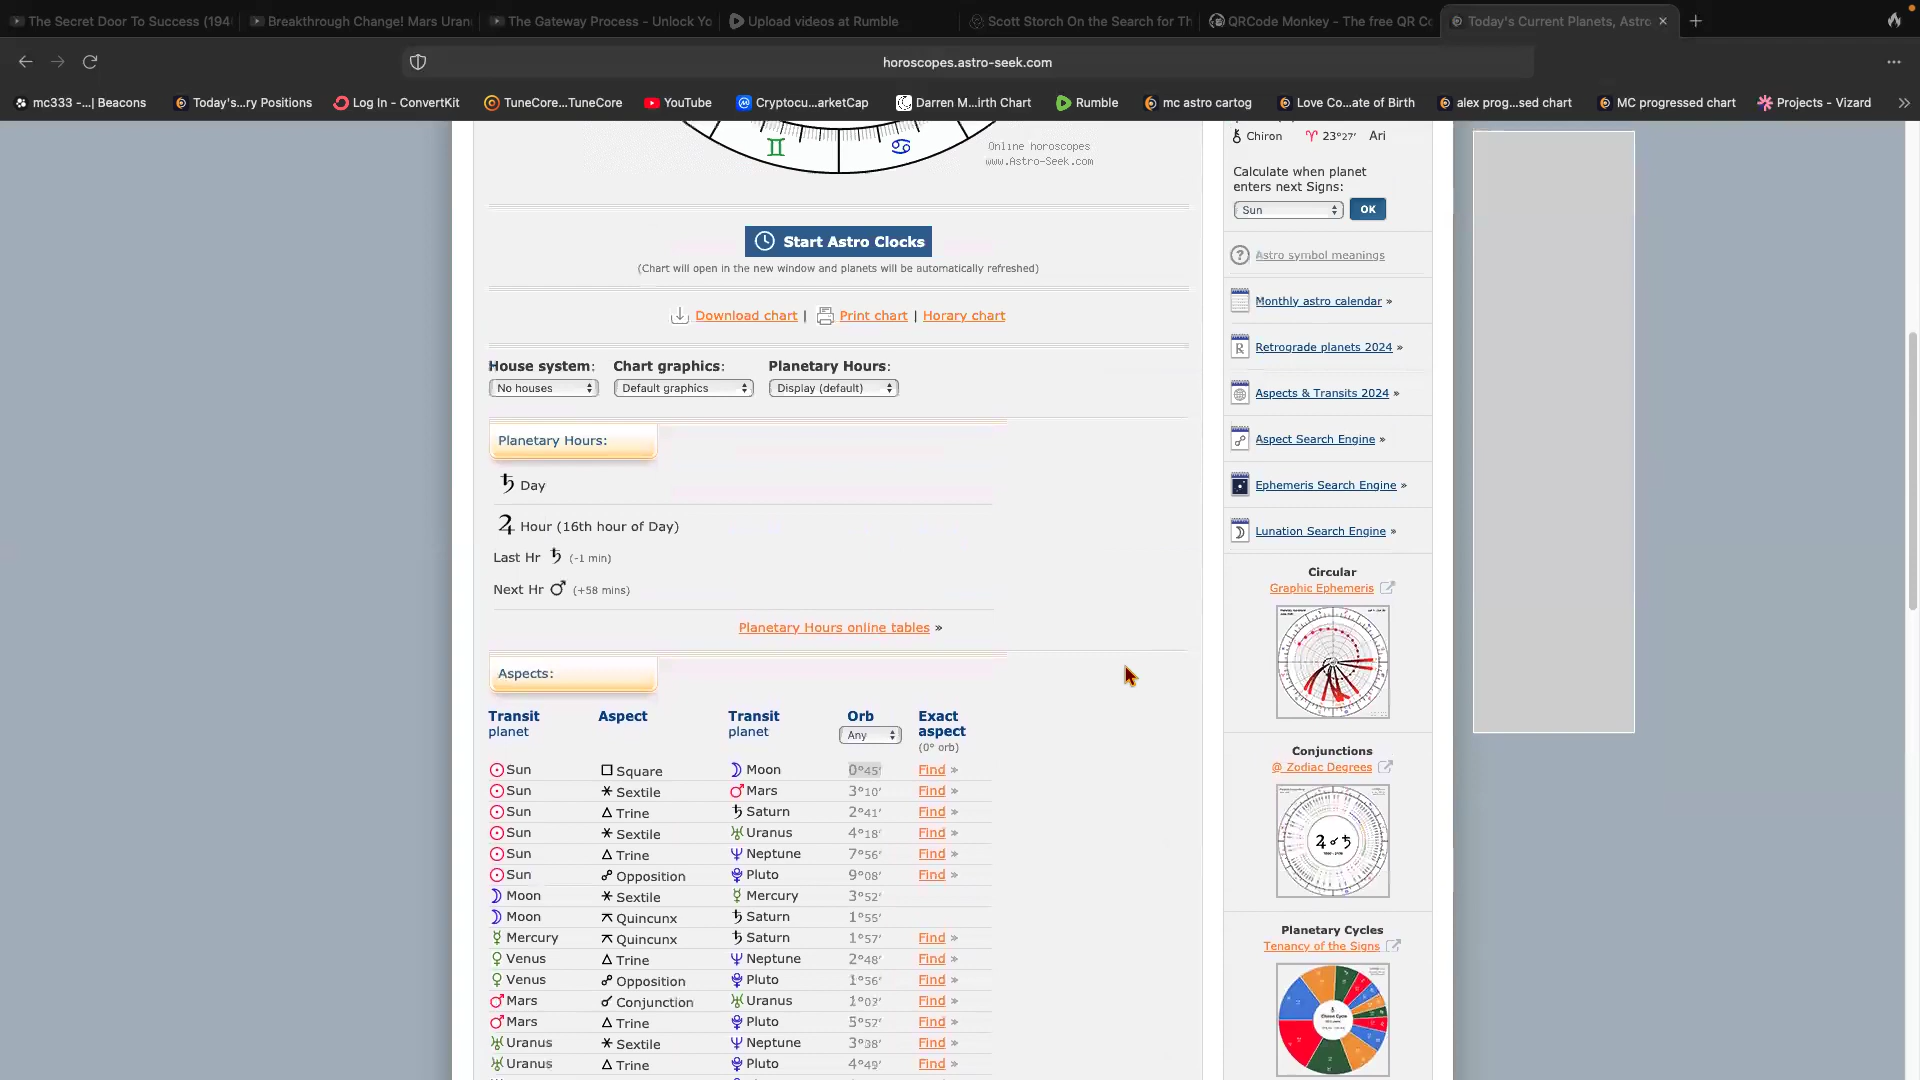 The Secret Door To Success (194
Breakthrough Change! Mars Uran
The Gateway Process - Unlock Yo
Upload videos at Rumble
Scott Storch On the Search for Th
QRCode Monkey - The free QR Co
Today's Current Planets, Astro
horoscopes.astro-seek.com
mc333 -...| Beacons
Today's...ry Positions
Log In - ConvertKit
TuneCore...TuneCore
YouTube
Cryptocu...arketCap
Darren M...irth Chart
Rumble
mc astro cartog
Love Co...ate of Birth
alex prog...sed chart
MC progressed chart
Projects - Vizard
Online horoscopes
www.Astro-Seek.com
Start Astro Clocks
(Chart will open in the new window and planets will be automatically refreshed)
Download chart | Print chart | Horary chart
House system: Chart graphics: Planetary Hours:
No houses Default graphics Display (default)
Planetary Hours:
♄ Day
♃ Hour (16th hour of Day)
Last Hr ♄ (-1 min)
Next Hr ♂ (+58 mins)
Planetary Hours online tables »
Aspects:
Transit planet Aspect Transit planet Orb Exact aspect
Any (0° orb)
Sun Square Moon 0°45' Find »
Sun Sextile Mars 3°10' Find »
Sun Trine Saturn 2°41' Find »
Sun Sextile Uranus 4°18' Find »
Sun Trine Neptune 7°56' Find »
Sun Opposition Pluto 9°08' Find »
Moon Sextile Mercury 3°52'
Moon Quincunx Saturn 1°55'
Mercury Quincunx Saturn 1°57' Find »
Venus Trine Neptune 2°48' Find »
Venus Opposition Pluto 1°56' Find »
Mars Conjunction Uranus 1°03' Find »
Mars Trine Pluto 5°52' Find »
Uranus Sextile Neptune 3°38' Find »
Uranus Trine Pluto 4°49' Find »
Chiron ♈ 23°27' Ari
Calculate when planet
enters next Signs:
Sun OK
Astro symbol meanings
Monthly astro calendar »
Retrograde planets 2024 »
Aspects & Transits 2024 »
Aspect Search Engine »
Ephemeris Search Engine »
Lunation Search Engine »
Circular
Graphic Ephemeris
Conjunctions
@ Zodiac Degrees
Planetary Cycles
Tenancy of the Signs